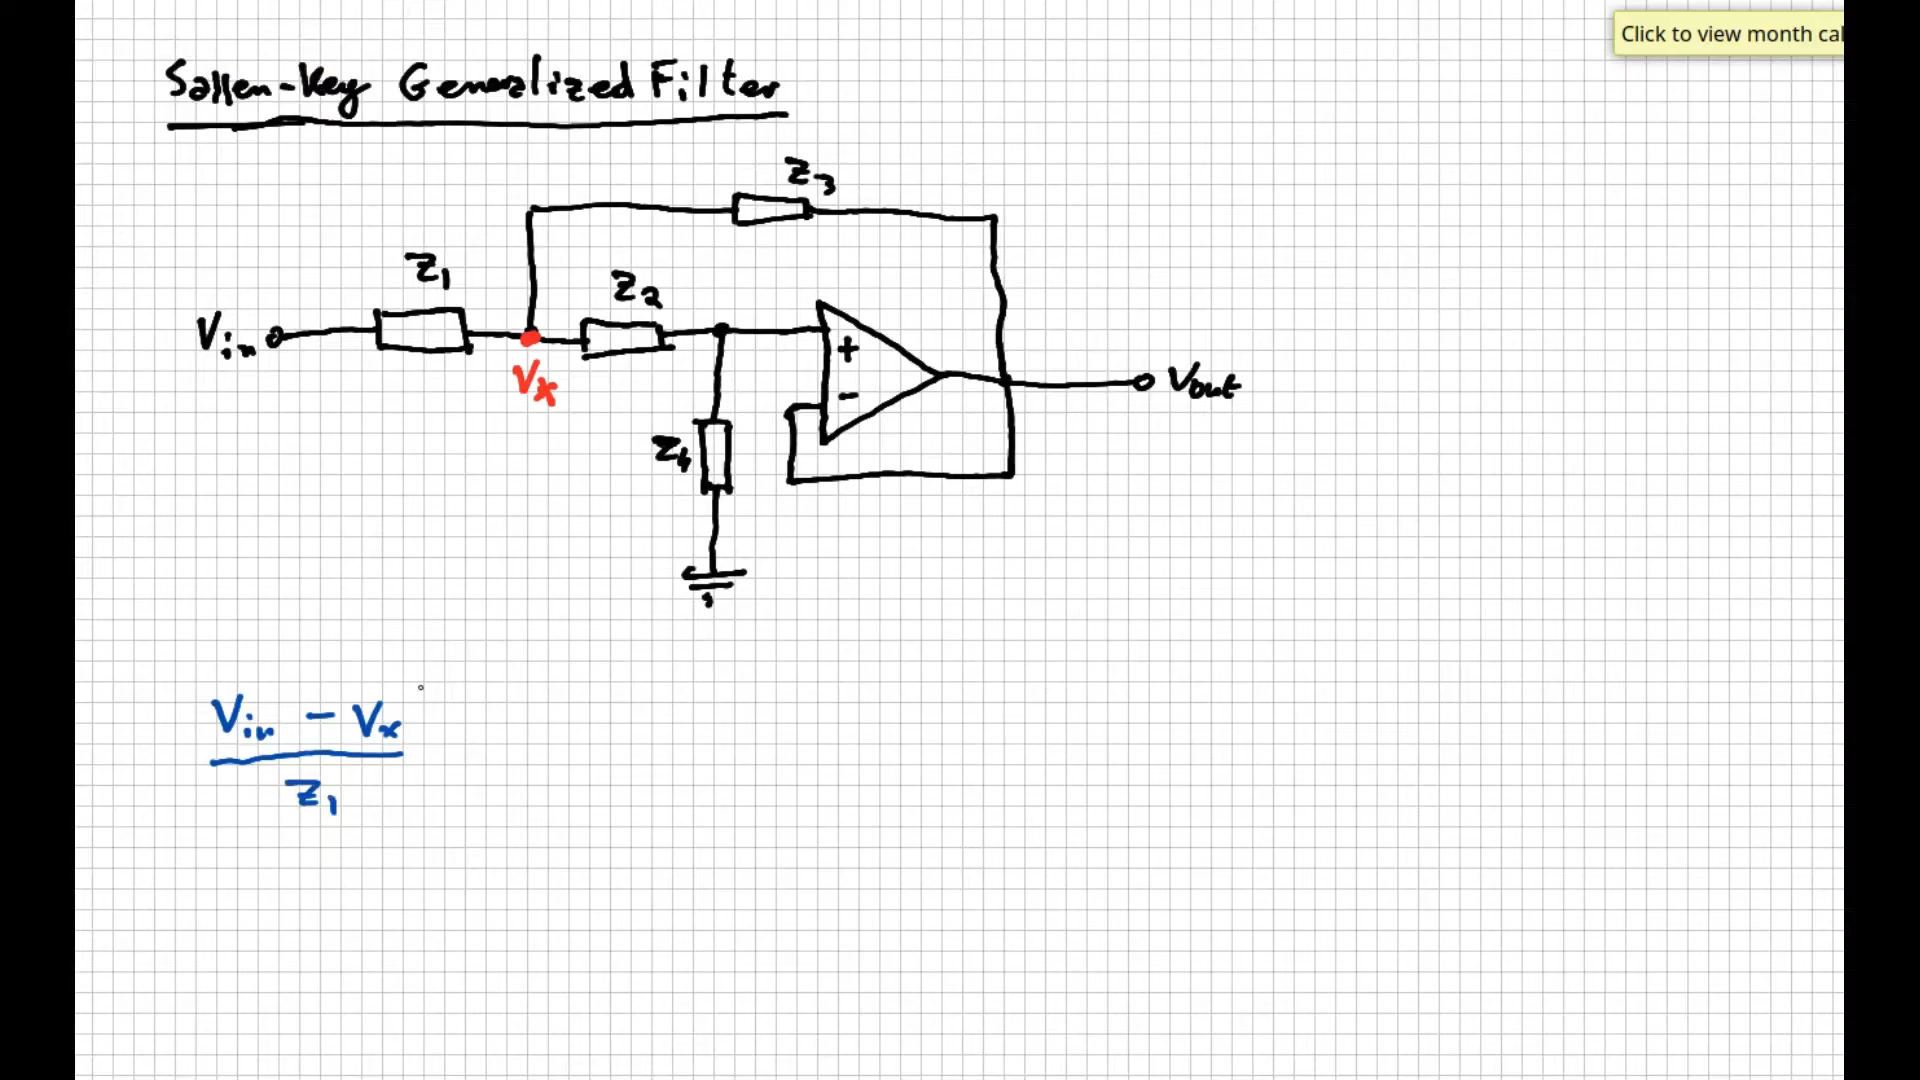 Click to view month cal
Sallen-Key Generalized Filter
Z3
Z1
Z2
Vin
+
Vx
-
Vout
Z4
Vin - Vx
Z1